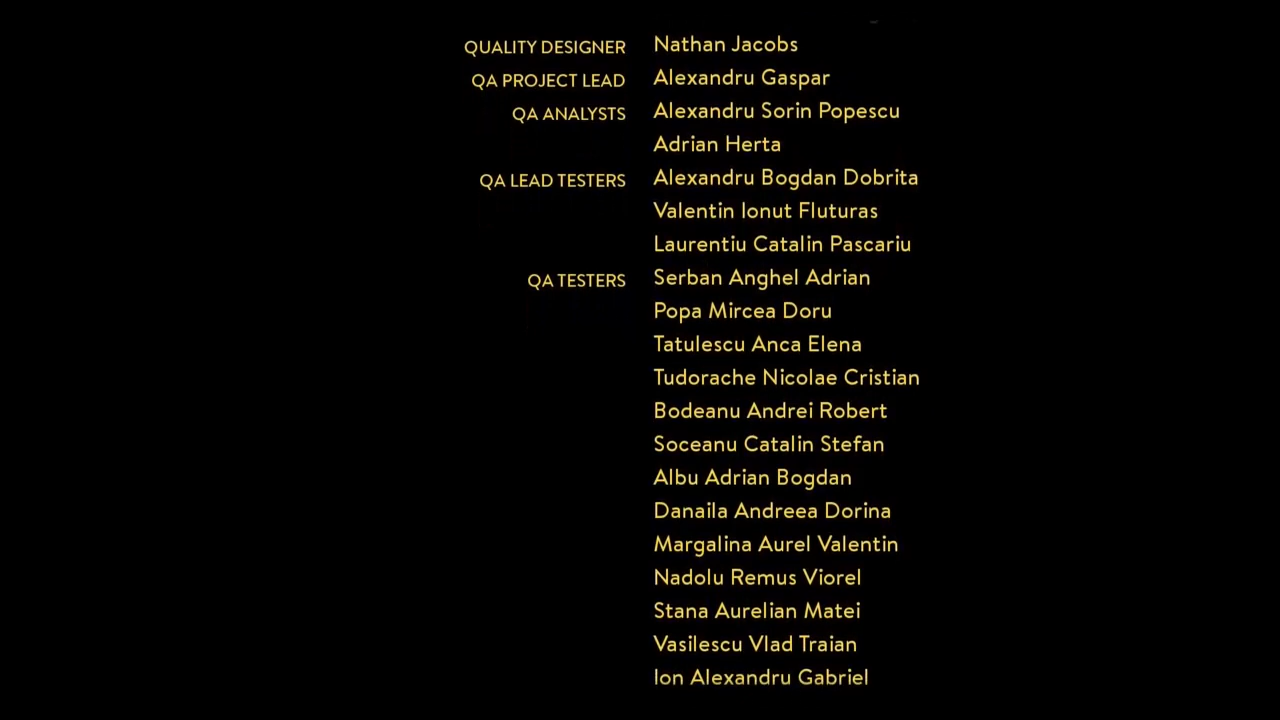 QUALITY DESIGNER Nathan Jacobs
QA PROJECT LEAD Alexandru Gaspar
QA ANALYSTS Alexandru Sorin Popescu
Adrian Herta
QA LEAD TESTERS Alexandru Bogdan Dobrita
Valentin Ionut Fluturas
Laurentiu Catalin Pascariu
QA TESTERS Serban Anghel Adrian
Popa Mircea Doru
Tatulescu Anca Elena
Tudorache Nicolae Cristian
Bodeanu Andrei Robert
Soceanu Catalin Stefan
Albu Adrian Bogdan
Danaila Andreea Dorina
Margalina Aurel Valentin
Nadolu Remus Viorel
Stana Aurelian Matei
Vasilescu Vlad Traian
Ion Alexandru Gabriel